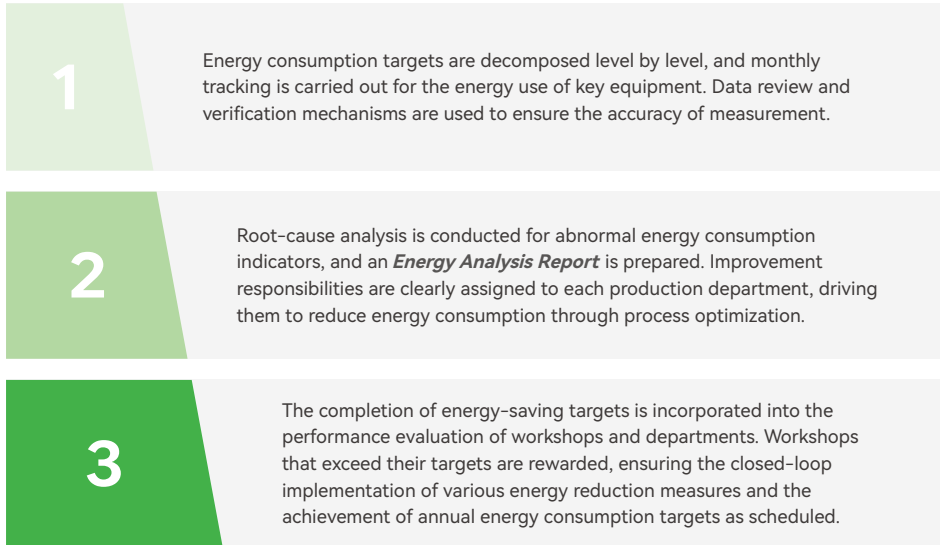 1
Energy consumption targets are decomposed level by level, and monthly
tracking is carried out for the energy use of key equipment. Data review and
verification mechanisms are used to ensure the accuracy of measurement.
2
Root-cause analysis is conducted for abnormal energy consumption
indicators, and an Energy Analysis Report is prepared. Improvement
responsibilities are clearly assigned to each production department, driving
them to reduce energy consumption through process optimization.
3
The completion of energy-saving targets is incorporated into the
performance evaluation of workshops and departments. Workshops
that exceed their targets are rewarded, ensuring the closed-loop
implementation of various energy reduction measures and the
achievement of annual energy consumption targets as scheduled.